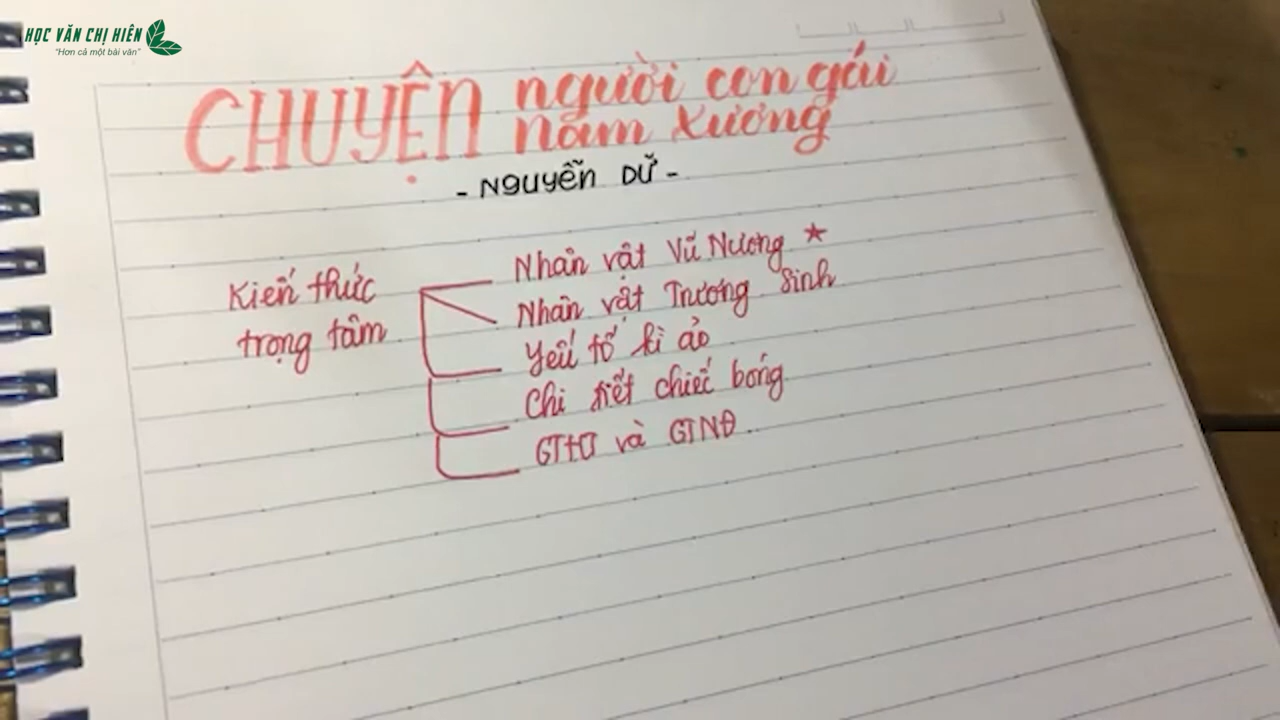 HỌC VĂN CHỊ HIÊN
"Hơn cả một bài văn"
CHUYỆN người con gái
nam Xương
- NGUYỄN DỮ -
Kiến thức
trọng tâm
Nhân vật Vũ Nương ★
Nhân vật Trương Sinh
Yếu tố kì ảo
Chi tiết chiếc bóng
GTHT và GTNĐ